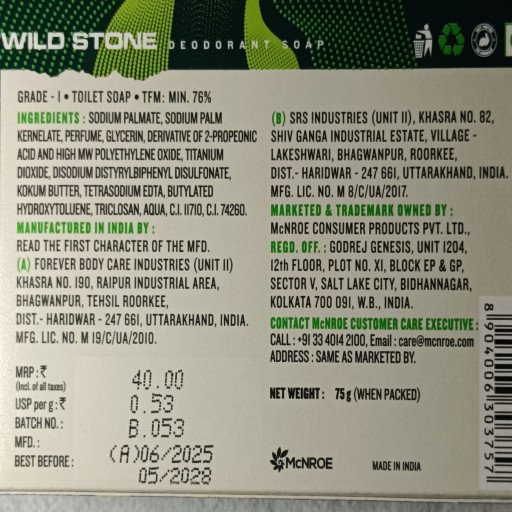 WILD STONE DEODORANT SOAP
GRADE - I • TOILET SOAP • TFM: MIN. 76%
INGREDIENTS : SODIUM PALMATE, SODIUM PALM
KERNELATE, PERFUME, GLYCERIN, DERIVATIVE OF 2-PROPENOIC
ACID AND HIGH MW POLYETHYLENE OXIDE, TITANIUM
DIOXIDE, DISODIUM DISTYRYLBIPHENYL DISULFONATE,
KOKUM BUTTER, TETRASODIUM EDTA, BUTYLATED
HYDROXYTOLUENE, TRICLOSAN, AQUA, C.I. 11710, C.I. 74260.
MANUFACTURED IN INDIA BY :
READ THE FIRST CHARACTER OF THE MFD.
(A) FOREVER BODY CARE INDUSTRIES (UNIT II)
KHASRA NO. 190, RAIPUR INDUSTRIAL AREA,
BHAGWANPUR, TEHSIL ROORKEE,
DIST.- HARIDWAR - 247 661, UTTARAKHAND, INDIA.
MFG. LIC. NO. M 19/C/UA/2010.
MRP : ₹ 40.00
(Incl. of all taxes)
USP per g : ₹ 0.53
BATCH NO. : B.053
MFD. : (A)06/2025
BEST BEFORE : 05/2028
(B) SRS INDUSTRIES (UNIT II), KHASRA NO. 82,
SHIV GANGA INDUSTRIAL ESTATE, VILLAGE -
LAKESHWARI, BHAGWANPUR, ROORKEE,
DIST.- HARIDWAR - 247 661, UTTARAKHAND, INDIA.
MFG. LIC. NO. M 8/C/UA/2017.
MARKETED & TRADEMARK OWNED BY :
McNROE CONSUMER PRODUCTS PVT. LTD.,
REGD. OFF. : GODREJ GENESIS, UNIT 1204,
12th FLOOR, PLOT NO. XI, BLOCK EP & GP,
SECTOR V, SALT LAKE CITY, BIDHANNAGAR,
KOLKATA 700 091, W.B., INDIA.
CONTACT McNROE CUSTOMER CARE EXECUTIVE :
CALL : +91 33 4014 2100, Email : care@mcnroe.com
ADDRESS : SAME AS MARKETED BY.
NET WEIGHT : 75 g (WHEN PACKED)
McNROE
MADE IN INDIA
8 904006 303757